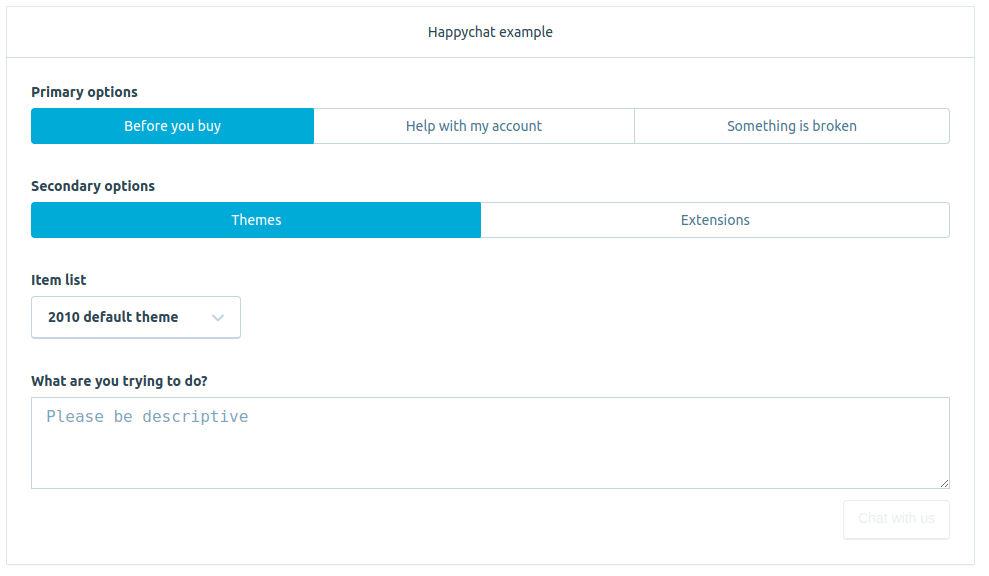 Happychat example
Primary options
Before you buy Help with my account Something is broken
Secondary options
Themes Extensions
Item list
2010 default theme
What are you trying to do?
Please be descriptive
Chat with us